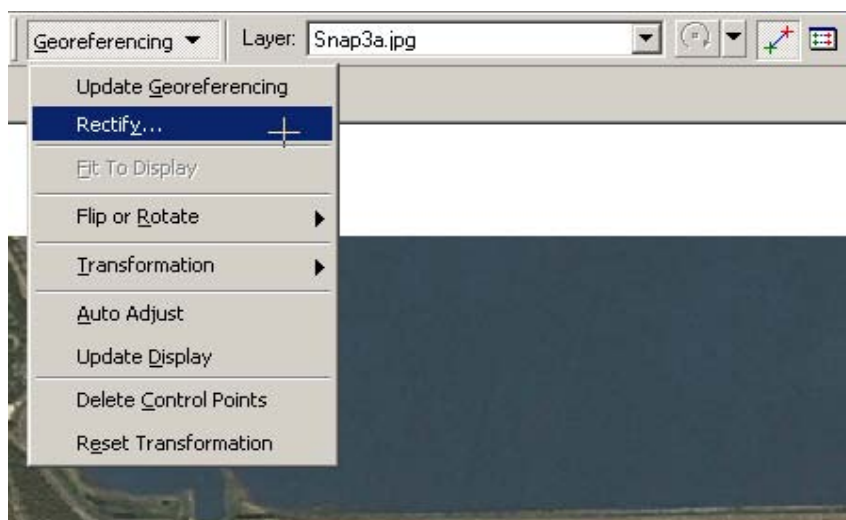 Georeferencing Layer: Snap3a.jpg
Update Georeferencing
Rectify...
Fit To Display
Flip or Rotate
Transformation
Auto Adjust
Update Display
Delete Control Points
Reset Transformation